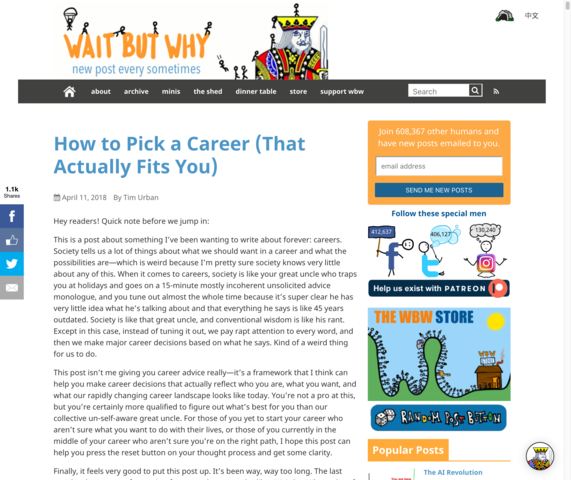 WAIT BUT WHY
new post every sometimes
中文
about archive minis the shed dinner table store support wbw Search
How to Pick a Career (That
Actually Fits You)
April 11, 2018 By Tim Urban
1.1k
Shares
Hey readers! Quick note before we jump in:
This is a post about something I've been wanting to write about forever: careers.
Society tells us a lot of things about what we should want in a career and what the
possibilities are—which is weird because I'm pretty sure society knows very little
about any of this. When it comes to careers, society is like your great uncle who traps
you at holidays and goes on a 15-minute mostly incoherent unsolicited advice
monologue, and you tune out almost the whole time because it's super clear he has
very little idea what he's talking about and that everything he says is like 45 years
outdated. Society is like that great uncle, and conventional wisdom is like his rant.
Except in this case, instead of tuning it out, we pay rapt attention to every word, and
then we make major career decisions based on what he says. Kind of a weird thing
for us to do.
This post isn't me giving you career advice really—it's a framework that I think can
help you make career decisions that actually reflect who you are, what you want, and
what our rapidly changing career landscape looks like today. You're not a pro at this,
but you're certainly more qualified to figure out what's best for you than our
collective un-self-aware great uncle. For those of you yet to start your career who
aren't sure what you want to do with their lives, or those of you currently in the
middle of your career who aren't sure you're on the right path, I hope this post can
help you press the reset button on your thought process and get some clarity.
Finally, it feels very good to put this post up. It's been way, way too long. The last
Join 608,367 other humans and
have new posts emailed to you.
email address
SEND ME NEW POSTS
Follow these special men
412,637
406,127
130,240
Help us exist with PATREON
THE WBW STORE
RANDOM POST BUTTON
Popular Posts
The AI Revolution